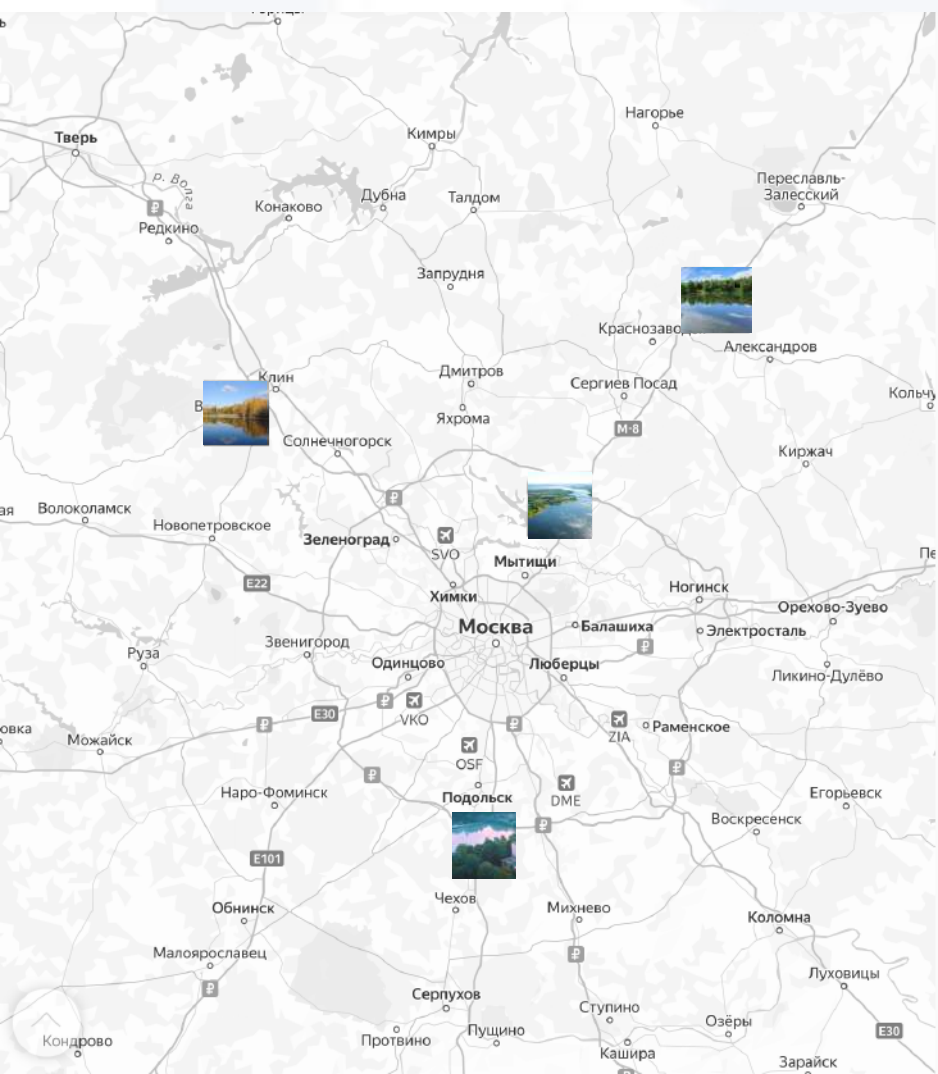 Нагорье
Кимры
Тверь
Переславль-
Залесский
р. Волга
Дубна
Талдом
Конаково
₽
Редкино
Запрудня
Александров
Дмитров
Клин
Сергиев Посад
Яхрома
М-8
Солнечногорск
Киржач
₽
Волоколамск
Новопетровское
Зеленоград
SVO
Мытищи
E22
Ногинск
Химки
Орехово-Зуево
Москва
Балашиха
Электросталь
₽
Звенигород
Руза
Одинцово
Люберцы
Ликино-Дулёво
₽
E30
VKO
₽
₽
ZIA
Раменское
Можайск
OSF
₽
₽
DME
Наро-Фоминск
Подольск
Егорьевск
Воскресенск
₽
E101
Чехов
Обнинск
Михнево
Коломна
₽
Малоярославец
Луховицы
₽
Серпухов
Ступино
Озёры
E30
Кондрово
Протвино
Пущино
Кашира
Зарайск